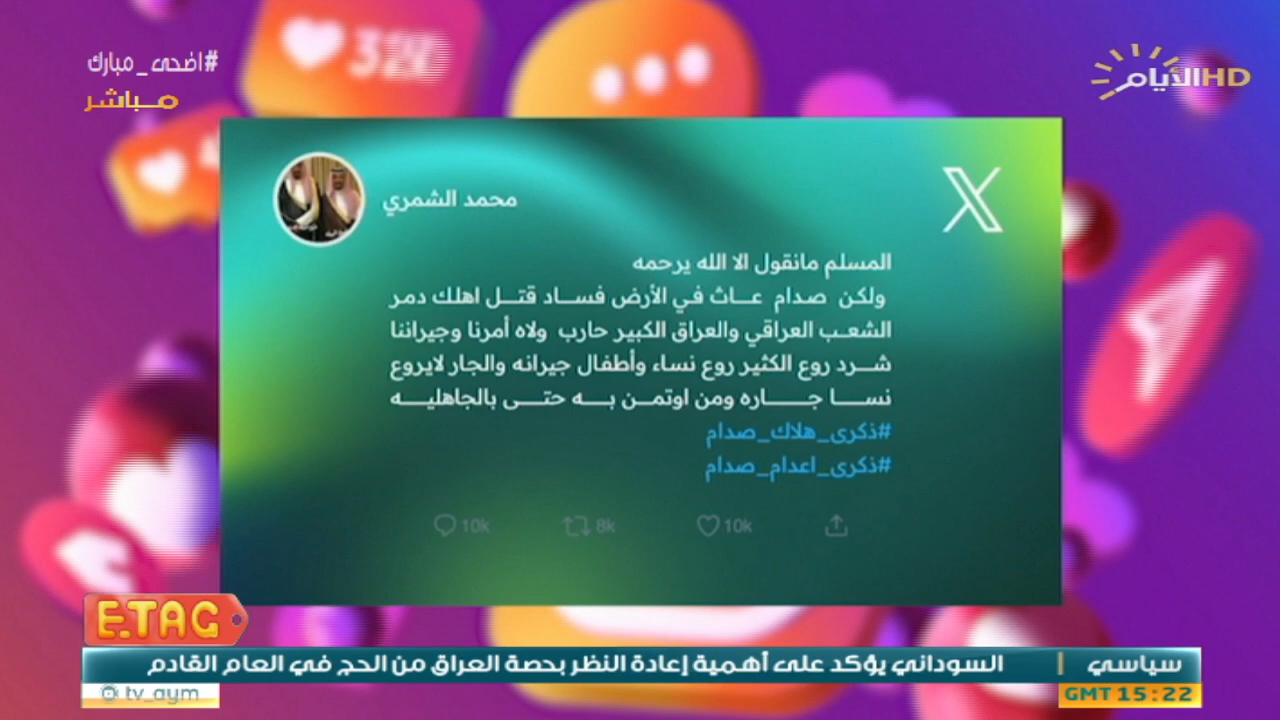 #اضحى_مبارك
مباشر
الأيام HD
32K
محمد الشمري
X
المسلم مانقول الا الله يرحمه
ولكن صدام عاث في الأرض فساد قتل اهلك دمر
الشعب العراقي والعراق الكبير حارب ولاه أمرنا وجيراننا
شرد روع الكثير روع نساء وأطفال جيرانه والجار لايروع
نسا جاره ومن اوتمن به حتى بالجاهليه
#ذكرى_هلاك_صدام
#ذكرى_اعدام_صدام
10k 8k 10k
E.TAG
سياسي | السوداني يؤكد على أهمية إعادة النظر بحصة العراق من الحج في العام القادم
tv_aym
GMT 15:22